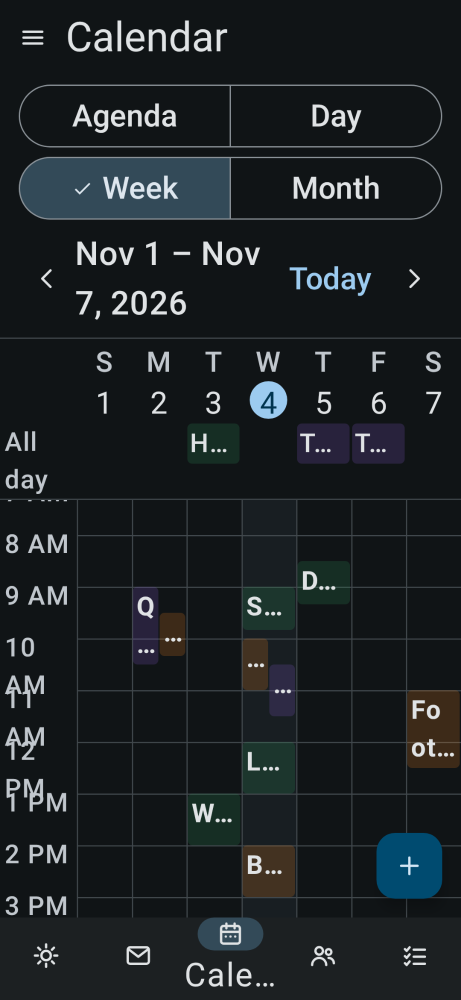 Calendar
Agenda
Day
Week
Month
Nov 1 – Nov
7, 2026
Today
S M T W T F S
1 2 3 4 5 6 7
All
day
H…
T…
T…
8 AM
9 AM
10
AM
11
AM
12
PM
1 PM
2 PM
3 PM
D…
Q
…
…
S…
…
…
Fo
ot…
L…
W…
B…
Cale…